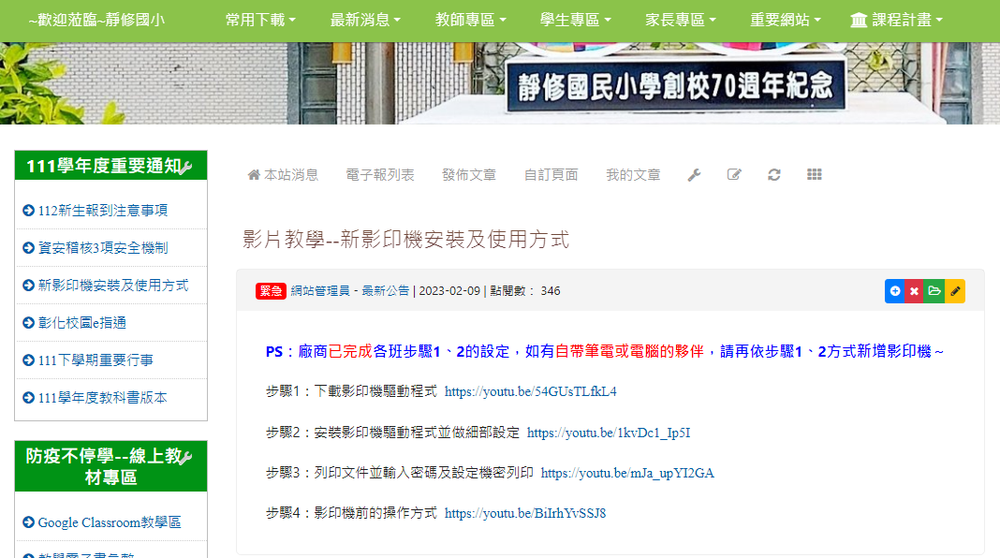 ~歡迎蒞臨~靜修國小 常用下載 最新消息 教師專區 學生專區 家長專區 重要網站 課程計畫
靜修國民小學創校70週年紀念
111學年度重要通知
112新生報到注意事項
資安稽核3項安全機制
新影印機安裝及使用方式
彰化校園e指通
111下學期重要行事
111學年度教科書版本
防疫不停學--線上教
材專區
Google Classroom教學區
本站消息 電子報列表 發佈文章 自訂頁面 我的文章
影片教學--新影印機安裝及使用方式
緊急 網站管理員 - 最新公告 | 2023-02-09 | 點閱數： 346
PS：廠商已完成各班步驟1、2的設定，如有自帶筆電或電腦的夥伴，請再依步驟1、2方式新增影印機～
步驟1：下載影印機驅動程式 https://youtu.be/54GUsTLfkL4
步驟2：安裝影印機驅動程式並做細部設定 https://youtu.be/1kvDc1_Ip5I
步驟3：列印文件並輸入密碼及設定機密列印 https://youtu.be/mJa_upYI2GA
步驟4：影印機前的操作方式 https://youtu.be/BiIrhYvSSJ8